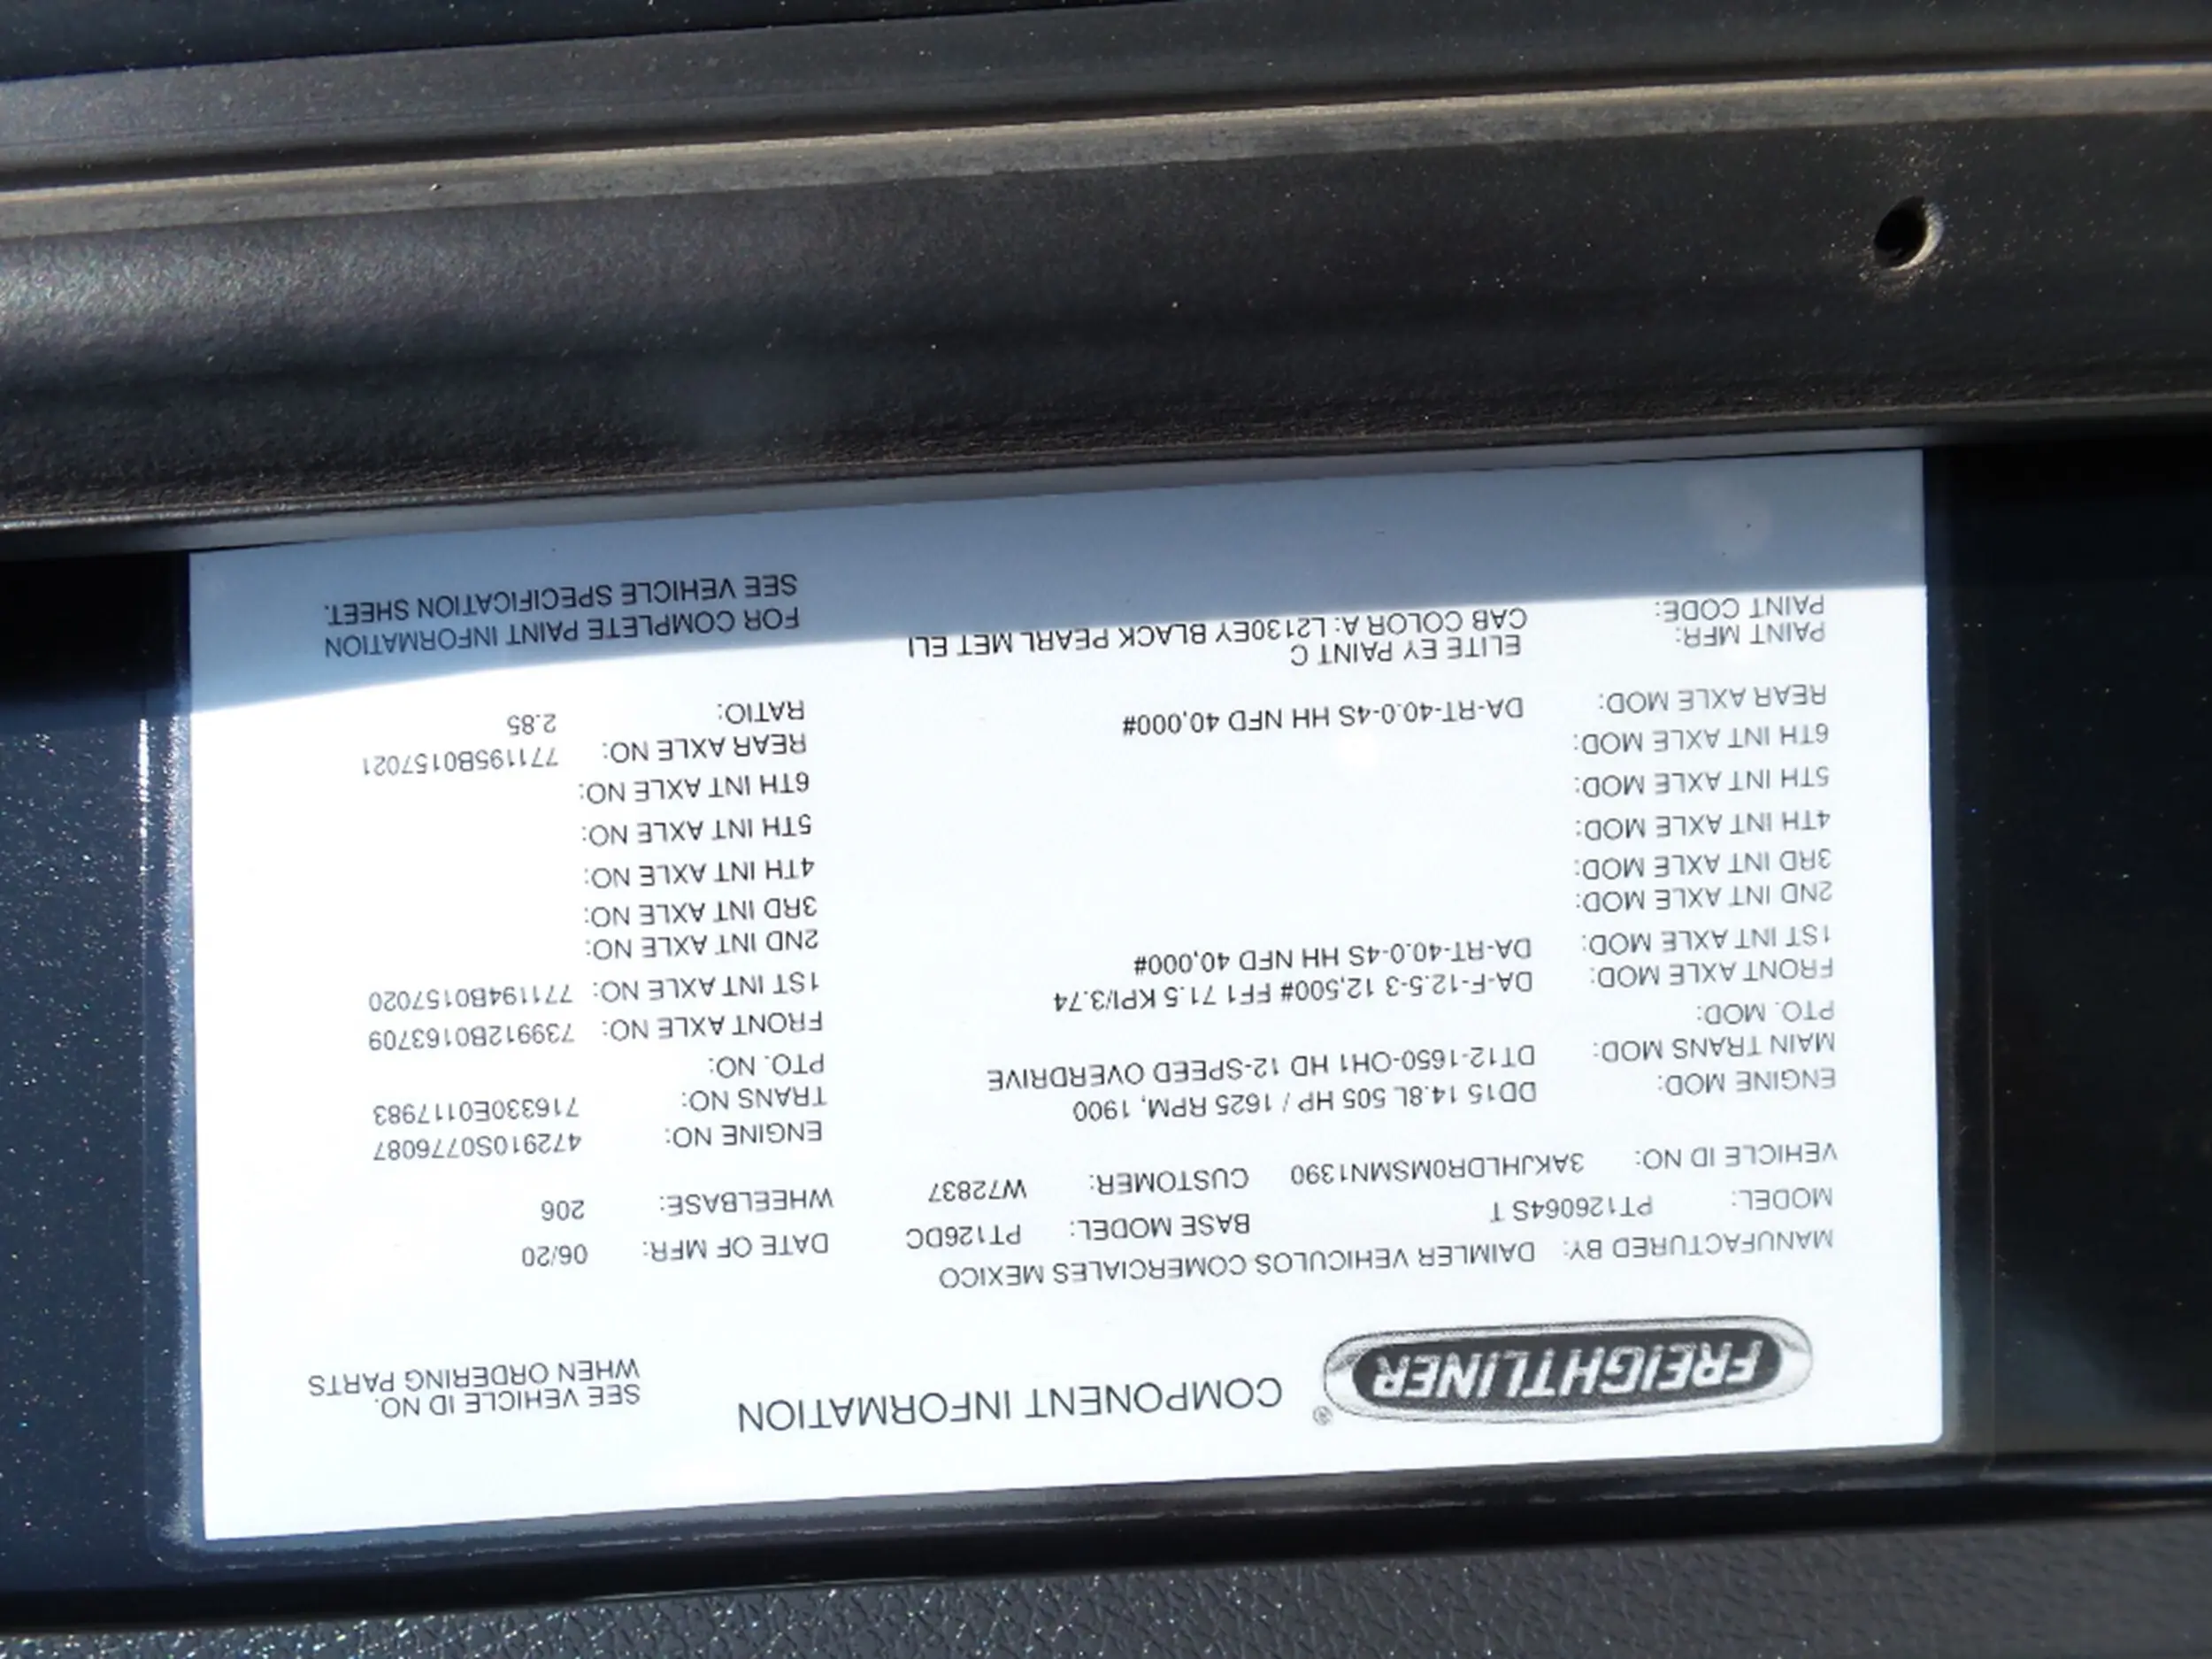 FREIGHTLINER® COMPONENT INFORMATION
SEE VEHICLE ID NO.
WHEN ORDERING PARTS
MANUFACTURED BY: DAIMLER VEHICULOS COMERCIALES MEXICO DATE OF MFR: 06/20
MODEL: PT126064S T BASE MODEL: PT126DC WHEELBASE: 206
VEHICLE ID NO: 3AKJHLDR0MSMN1390 CUSTOMER: W72837
ENGINE MOD: DD15 14.8L 505 HP / 1625 RPM, 1900 ENGINE NO: 472910S0776087
MAIN TRANS MOD: DT12-1650-OH1 HD 12-SPEED OVERDRIVE TRANS NO: 716330E0117983
PTO. MOD: PTO. NO:
FRONT AXLE MOD: DA-F-12.5-3 12,500# FF1 71.5 KPI/3.74 FRONT AXLE NO: 739912B0163709
1ST INT AXLE MOD: DA-RT-40.0-4S HH NFD 40,000# 1ST INT AXLE NO: 771194B0157020
2ND INT AXLE MOD: 2ND INT AXLE NO:
3RD INT AXLE MOD: 3RD INT AXLE NO:
4TH INT AXLE MOD: 4TH INT AXLE NO:
5TH INT AXLE MOD: 5TH INT AXLE NO:
6TH INT AXLE MOD: 6TH INT AXLE NO:
REAR AXLE MOD: DA-RT-40.0-4S HH NFD 40,000# REAR AXLE NO: 771195B0157021
RATIO: 2.85
PAINT MFR: ELITE EY PAINT C
PAINT CODE: CAB COLOR A: L2130EY BLACK PEARL MET ELI
FOR COMPLETE PAINT INFORMATION
SEE VEHICLE SPECIFICATION SHEET.